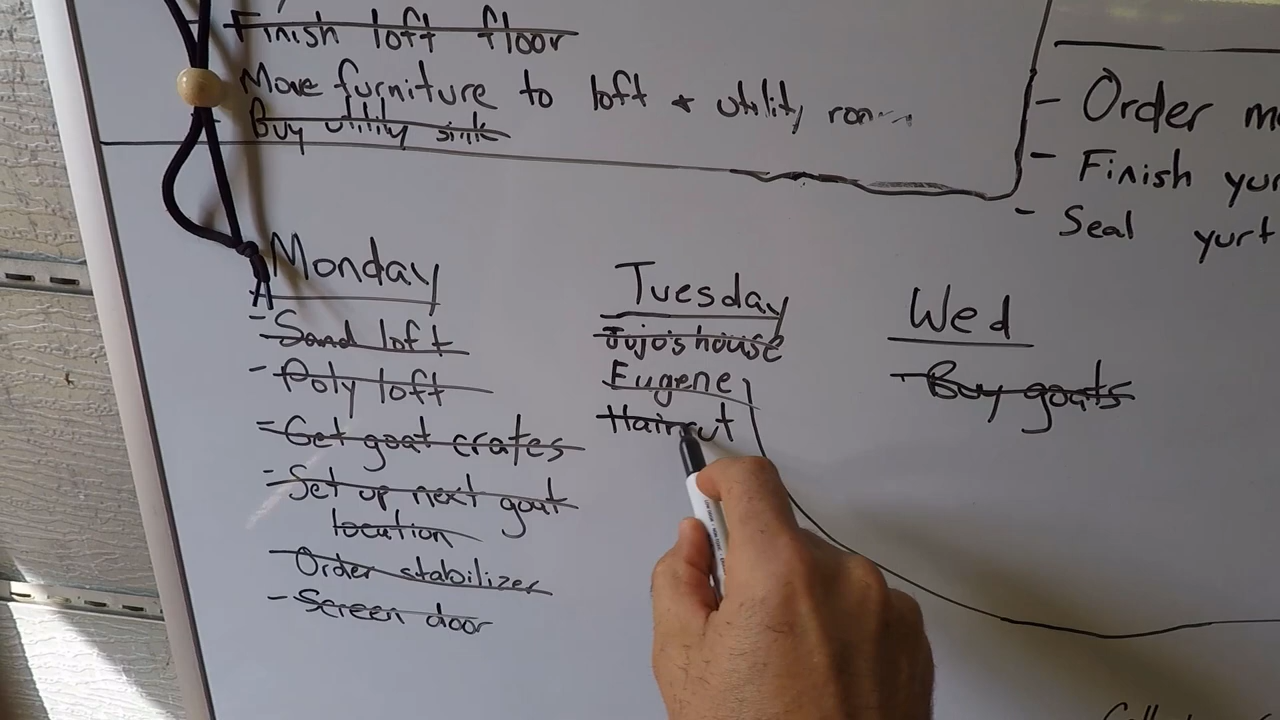 Finish loft floor
Move furniture to loft + utility room
Buy utility sink
- Order
- Finish
- Seal yurt
Monday
- Sand loft
- Poly loft
- Get goat crates
- Set up next goat
location
Order stabilizer
- Screen door
Tuesday
Jojo's house
Eugene
Haircut
Wed
- Buy goats